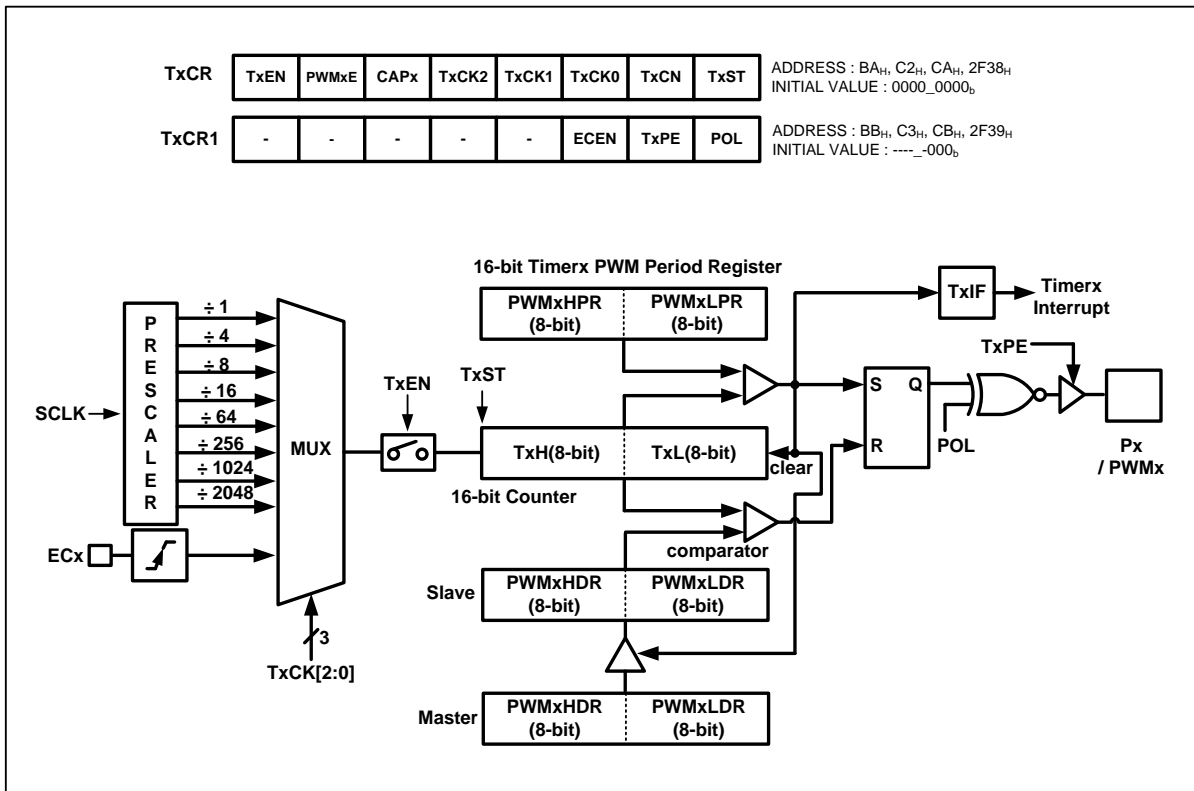 TxCR TxEN PWMxE CAPx TxCK2 TxCK1 TxCK0 TxCN TxST
ADDRESS : BAH, C2H, CAH, 2F38H
INITIAL VALUE : 0000_0000b
TxCR1 - - - - - ECEN TxPE POL
ADDRESS : BBH, C3H, CBH, 2F39H
INITIAL VALUE : ----_-000b
16-bit Timerx PWM Period Register
PWMxHPR
(8-bit)
PWMxLPR
(8-bit)
TxIF
Timerx
Interrupt
SCLK
PRESCALER
÷ 1
÷ 4
÷ 8
÷ 16
÷ 64
÷ 256
÷ 1024
÷ 2048
MUX
ECx
3
TxCK[2:0]
TxEN
TxST
TxH(8-bit)
TxL(8-bit)
clear
16-bit Counter
comparator
S
Q
R
TxPE
POL
Px
/ PWMx
Slave
PWMxHDR
(8-bit)
PWMxLDR
(8-bit)
Master
PWMxHDR
(8-bit)
PWMxLDR
(8-bit)